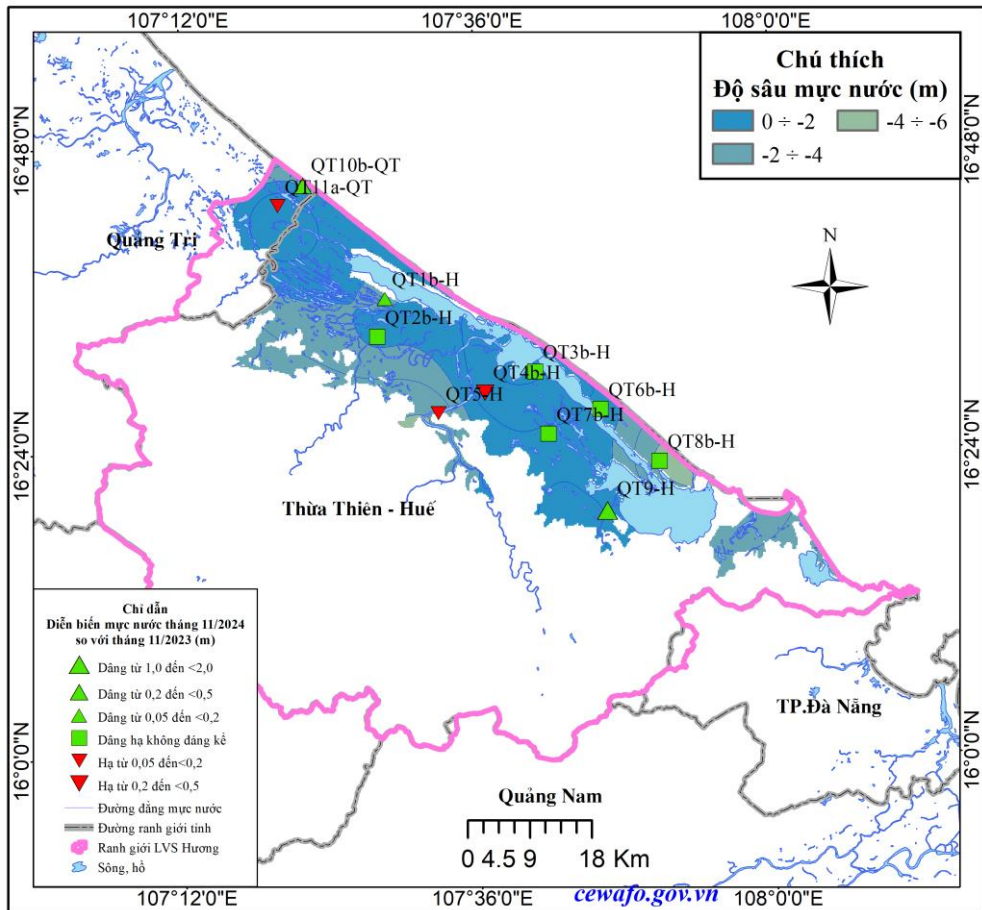 107°12'0"E
107°36'0"E
108°0'0"E
Chú thích
Độ sâu mực nước (m)
0 ÷ -2
-4 ÷ -6
-2 ÷ -4
16°48'0"N
16°48'0"N
QT10b-QT
QT11a-QT
Quảng Trị
N
QT1b-H
QT2b-H
QT3b-H
QT4b-H
QT5-H
QT6b-H
QT7b-H
16°24'0"N
16°24'0"N
QT8b-H
QT9-H
Thừa Thiên - Huế
Chỉ dẫn
Diễn biến mực nước tháng 11/2024
so với tháng 11/2023 (m)
Dâng từ 1,0 đến <2,0
Dâng từ 0,2 đến <0,5
Dâng từ 0,05 đến <0,2
Dâng hạ không đáng kể
Hạ từ 0,05 đến<0,2
Hạ từ 0,2 đến <0,5
Đường đẳng mực nước
Đường ranh giới tỉnh
Ranh giới LVS Hương
Sông, hồ
TP.Đà Nẵng
16°0'0"N
16°0'0"N
Quảng Nam
0 4.5 9 18 Km
cewafo.gov.vn
107°12'0"E
107°36'0"E
108°0'0"E